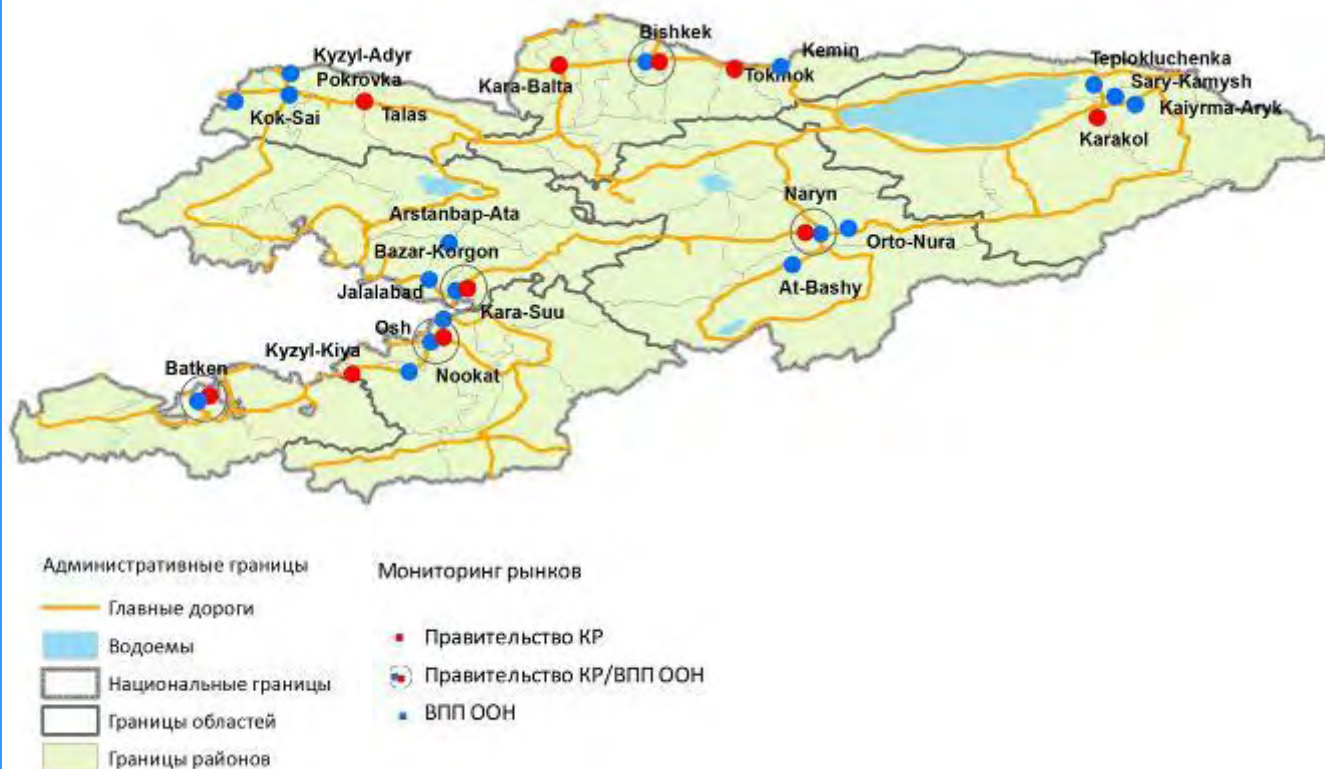 Bishkek
Kemin
Kyzyl-Adyr
Pokrovka
Teplokluchenka
Sary-Kamysh
Kaiyrma-Aryk
Kara-Balta
Tokmok
Kok-Sai
Talas
Karakol
Naryn
Arstanbap-Ata
Orto-Nura
Bazar-Korgon
At-Bashy
Jalalabad
Kara-Suu
Osh
Kyzyl-Kiya
Batken
Nookat
Административные границы
Главные дороги
Водоемы
Национальные границы
Границы областей
Границы районов
Мониторинг рынков
Правительство КР
Правительство КР/ВПП ООН
ВПП ООН